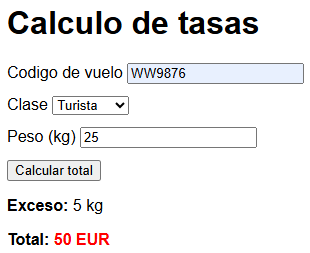 Calculo de tasas
Codigo de vuelo WW9876
Clase Turista
Peso (kg) 25
Calcular total
Exceso: 5 kg
Total: 50 EUR